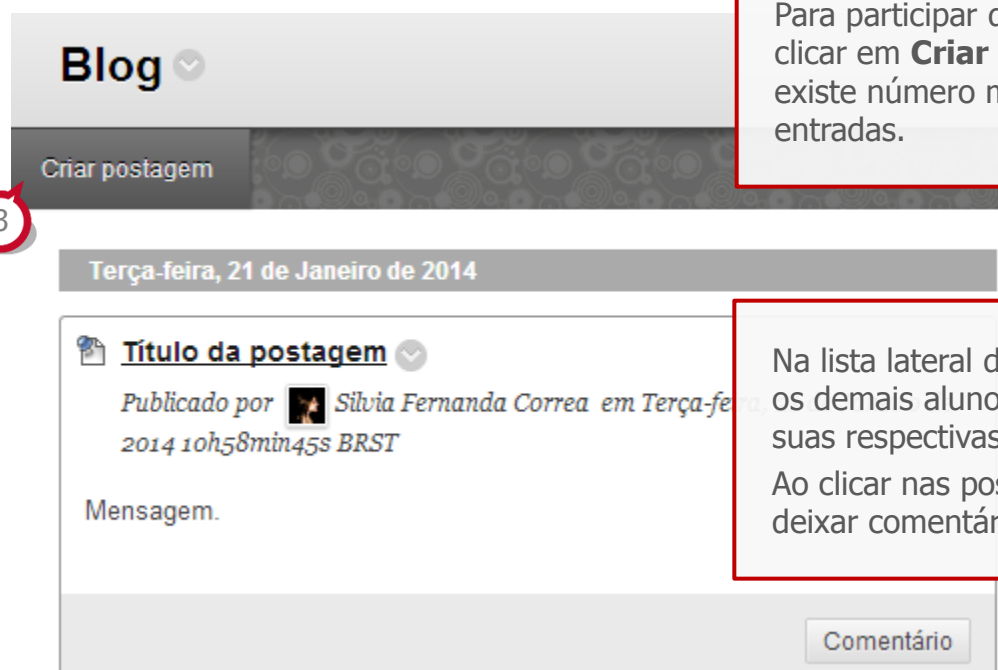 Para participar
clicar em Criar
existe número
entradas.
Blog
Criar postagem
3
Terça-feira, 21 de Janeiro de 2014
Título da postagem
Publicado por Silvia Fernanda Correa em Terça-fe
2014 10h58min45s BRST
Mensagem.
Na lista lateral
os demais aluno
suas respectivas
Ao clicar nas pos
deixar comentár
Comentário